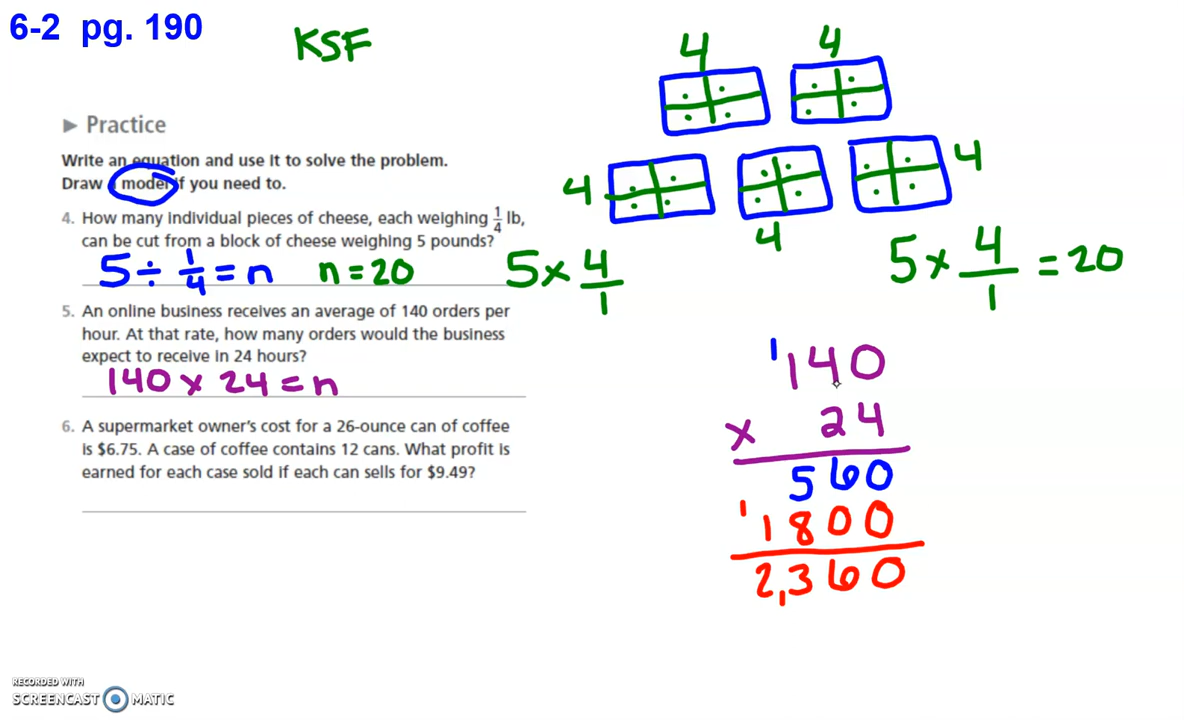 6-2 pg. 190
KSF
4 4
▶ Practice
Write an equation and use it to solve the problem.
Draw a model if you need to.
4 4
4
4. How many individual pieces of cheese, each weighing 1/4 lb,
can be cut from a block of cheese weighing 5 pounds?
5 ÷ 1/4 = n n = 20 5 × 4/1 5 × 4/1 = 20
5. An online business receives an average of 140 orders per
hour. At that rate, how many orders would the business
expect to receive in 24 hours?
140 × 24 = n
6. A supermarket owner's cost for a 26-ounce can of coffee
is $6.75. A case of coffee contains 12 cans. What profit is
earned for each case sold if each can sells for $9.49?
1
140
× 24
560
1
1800
2,360
RECORDED WITH
SCREENCAST MATIC